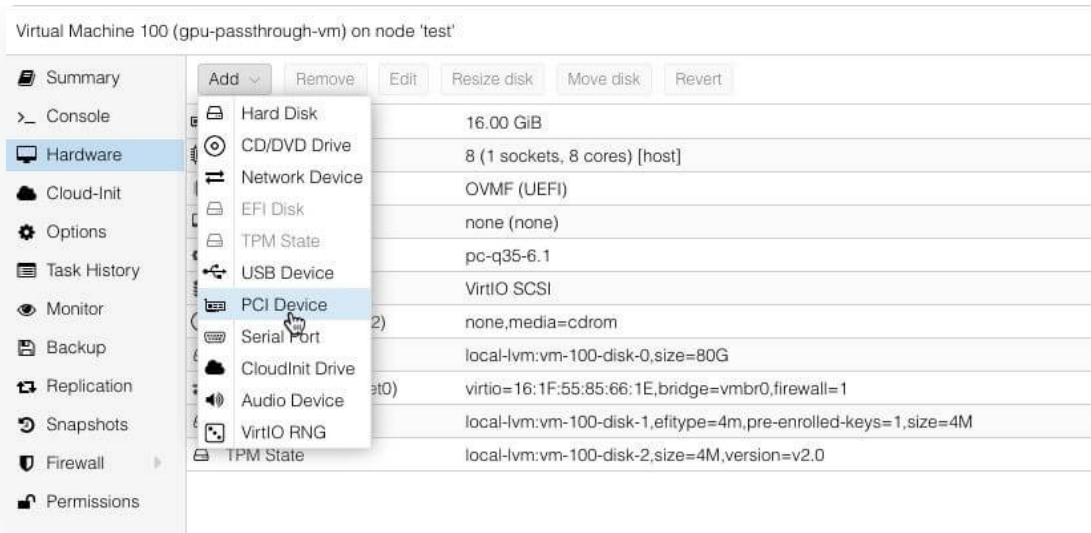 Virtual Machine 100 (gpu-passthrough-vm) on node 'test'
Summary
Console
Hardware
Cloud-Init
Options
Task History
Monitor
Backup
Replication
Snapshots
Firewall
Permissions
Add Remove Edit Resize disk Move disk Revert
Hard Disk
CD/DVD Drive
Network Device
EFI Disk
TPM State
USB Device
PCI Device
Serial Port
CloudInit Drive
Audio Device
VirtIO RNG
16.00 GiB
8 (1 sockets, 8 cores) [host]
OVMF (UEFI)
none (none)
pc-q35-6.1
VirtIO SCSI
2) none,media=cdrom
local-lvm:vm-100-disk-0,size=80G
et0) virtio=16:1F:55:85:66:1E,bridge=vmbr0,firewall=1
local-lvm:vm-100-disk-1,efitype=4m,pre-enrolled-keys=1,size=4M
TPM State local-lvm:vm-100-disk-2,size=4M,version=v2.0